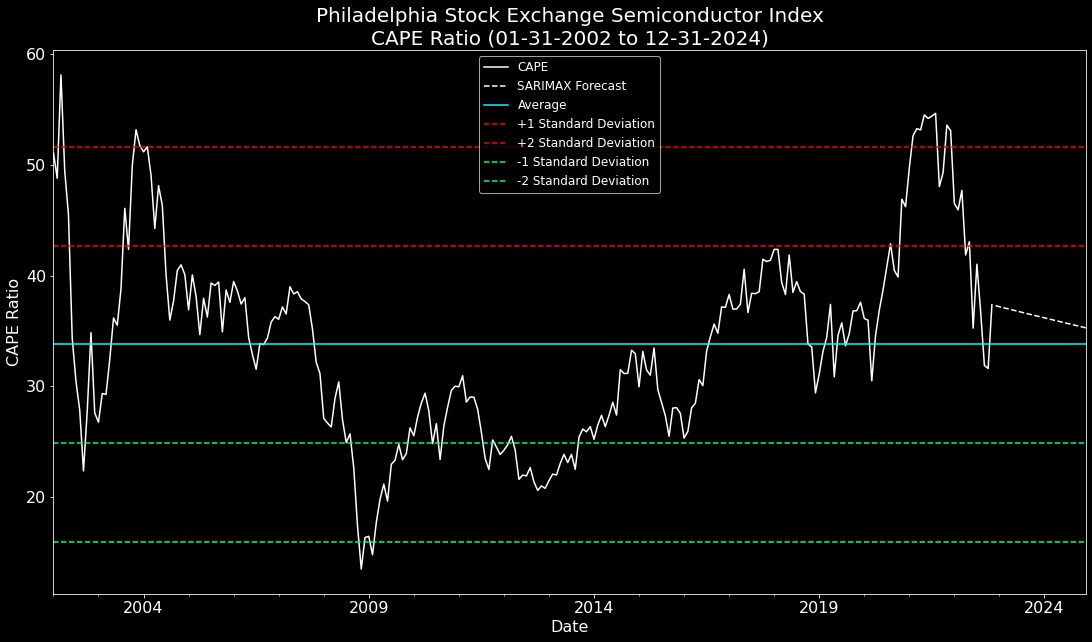 Philadelphia Stock Exchange Semiconductor Index
CAPE Ratio (01-31-2002 to 12-31-2024)
CAPE
SARIMAX Forecast
Average
+1 Standard Deviation
+2 Standard Deviation
-1 Standard Deviation
-2 Standard Deviation
CAPE Ratio
60
50
40
30
20
2004
2009
2014
2019
2024
Date